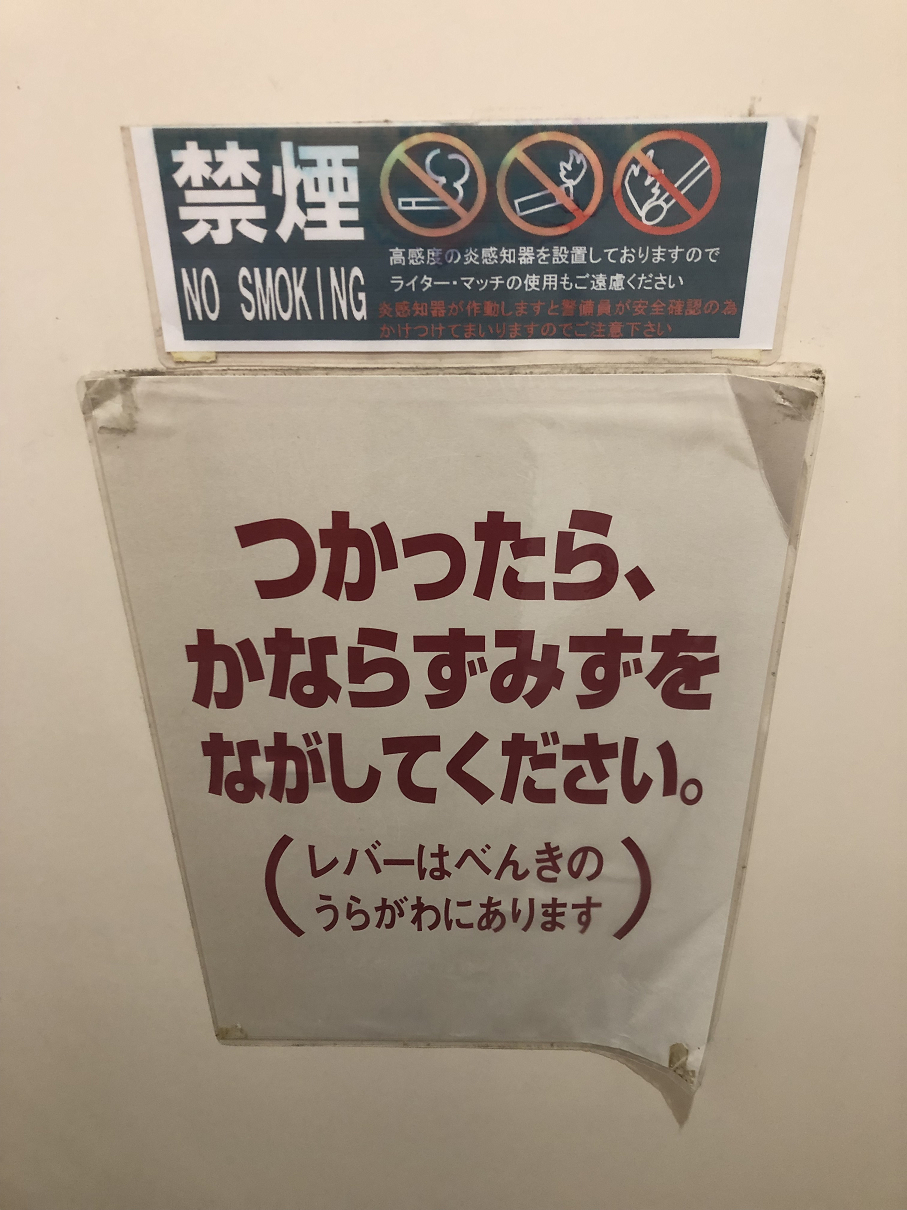 禁煙
NO SMOKING
高感度の炎感知器を設置しておりますので
ライター・マッチの使用もご遠慮ください
炎感知器が作動しますと警備員が安全確認の為
かけつけてまいりますのでご注意下さい
つかったら、
かならずみずを
ながしてください。
(レバーはべんきの
うらがわにあります)